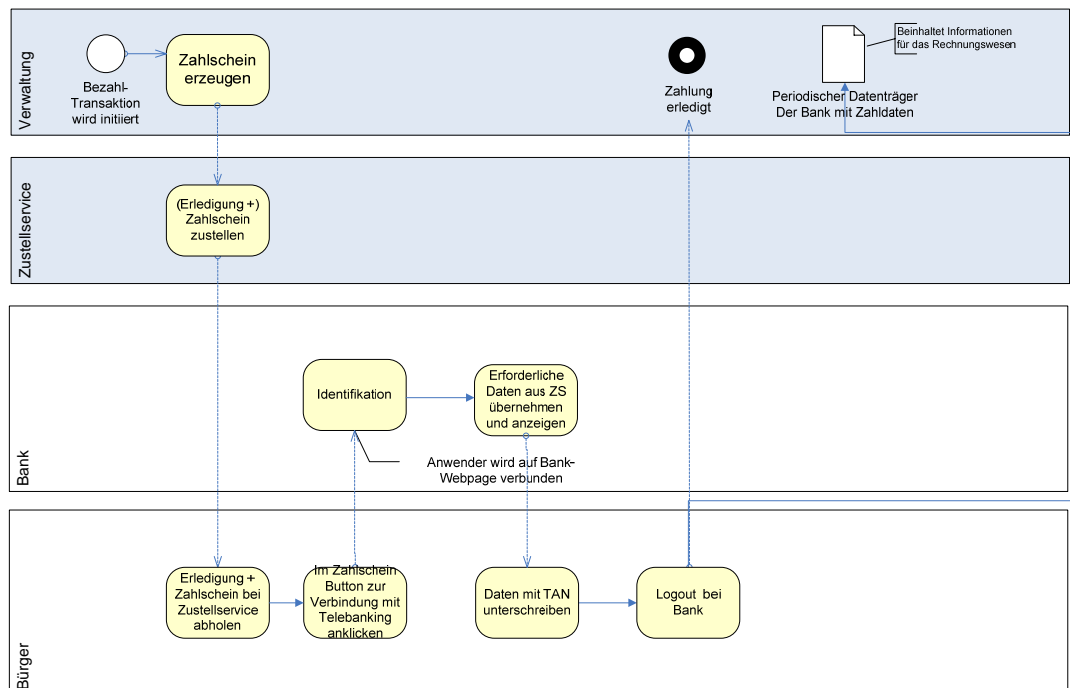 Verwaltung
Bezahl-
Transaktion
wird initiiert
Zahlschein
erzeugen
Zahlung
erledigt
Beinhaltet Informationen
für das Rechnungswesen
Periodischer Datenträger
Der Bank mit Zahldaten
Zustellservice
(Erledigung +)
Zahlschein
zustellen
Bank
Identifikation
Erforderliche
Daten aus ZS
übernehmen
und anzeigen
Anwender wird auf Bank-
Webpage verbunden
Bürger
Erledigung +
Zahlschein bei
Zustellservice
abholen
Im Zahlschein
Button zur
Verbindung mit
Telebanking
anklicken
Daten mit TAN
unterschreiben
Logout bei
Bank